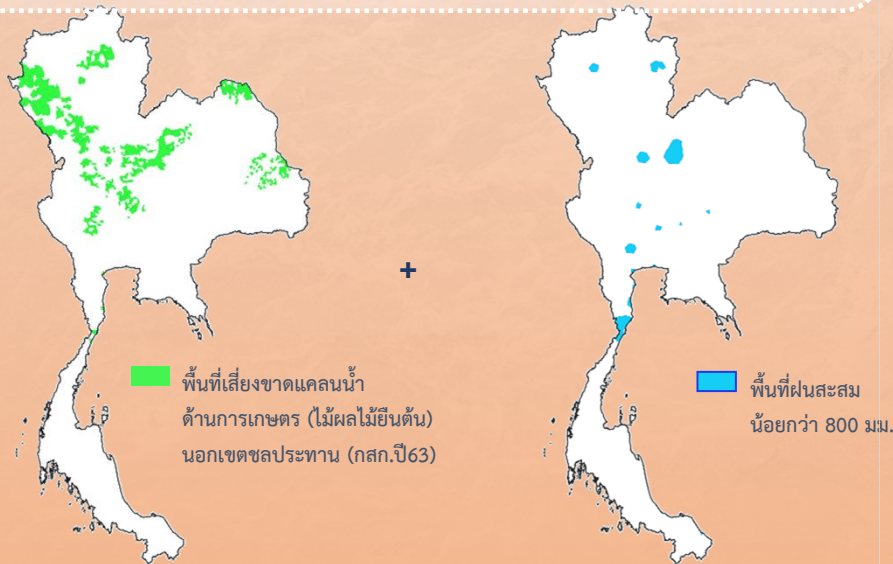 +
พื้นที่เสี่ยงขาดแคลนน้ำ
ด้านการเกษตร (ไม้ผลไม้ยืนต้น)
นอกเขตชลประทาน (กสก.ปี63)
พื้นที่ฝนสะสม
น้อยกว่า 800 มม.